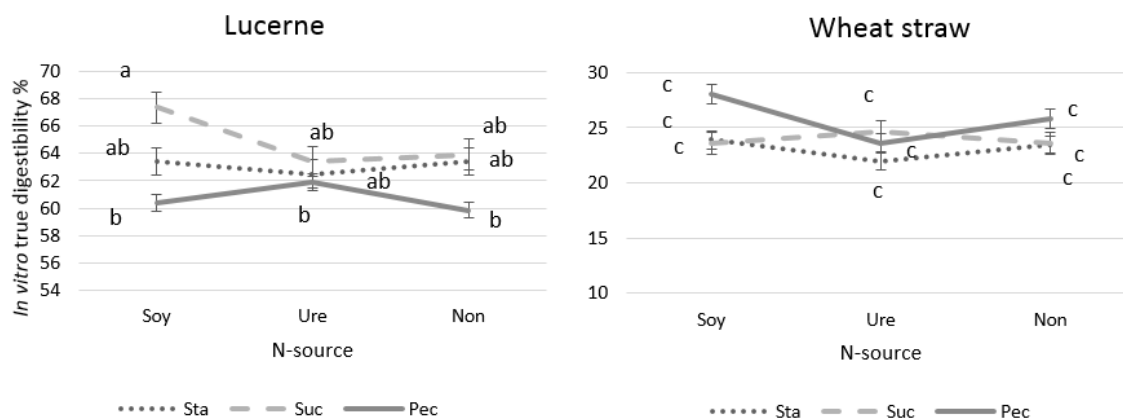 Lucerne
Wheat straw
In vitro true digestibility %
70
68
66
64
62
60
58
56
54
a
ab
b
ab
ab
b
ab
ab
b
Soy Ure Non
N-source
Sta Suc Pec
30
25
20
15
10
c
c
c
c
c
c
c
c
c
Soy Ure Non
N-source
Sta Suc Pec